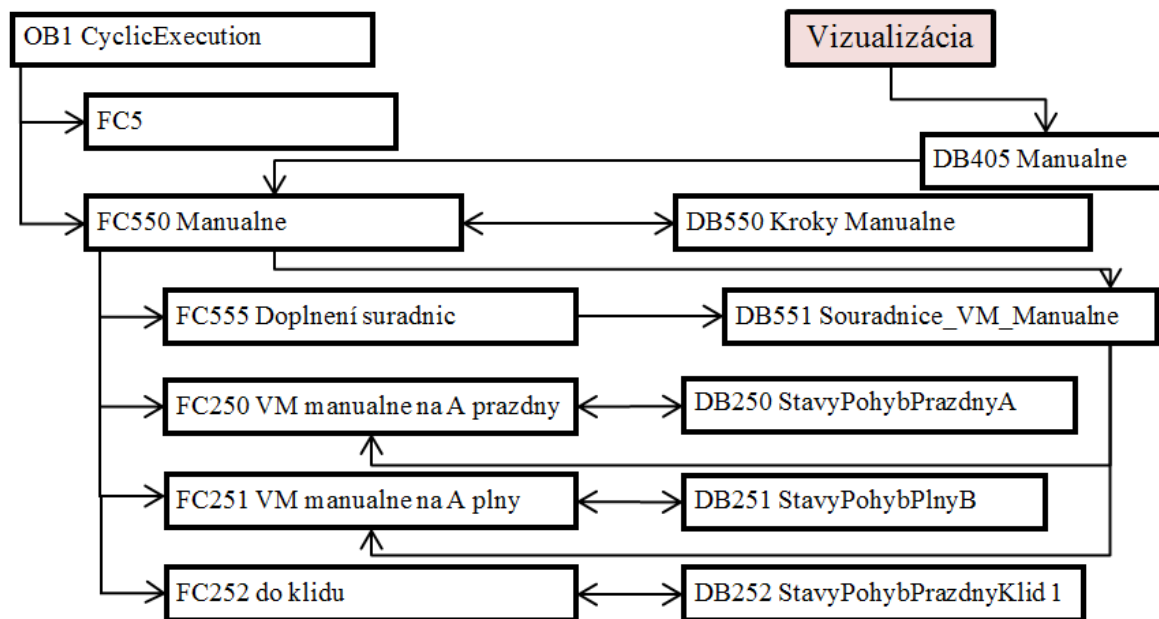 OB1 CyclicExecution
Vizualizácia
FC5
DB405 Manualne
FC550 Manualne
DB550 Kroky Manualne
FC555 Doplnení suradnic
DB551 Souradnice_VM_Manualne
FC250 VM manualne na A prazdny
DB250 StavyPohybPrazdnyA
FC251 VM manualne na A plny
DB251 StavyPohybPlnyB
FC252 do klidu
DB252 StavyPohybPrazdnyKlid 1